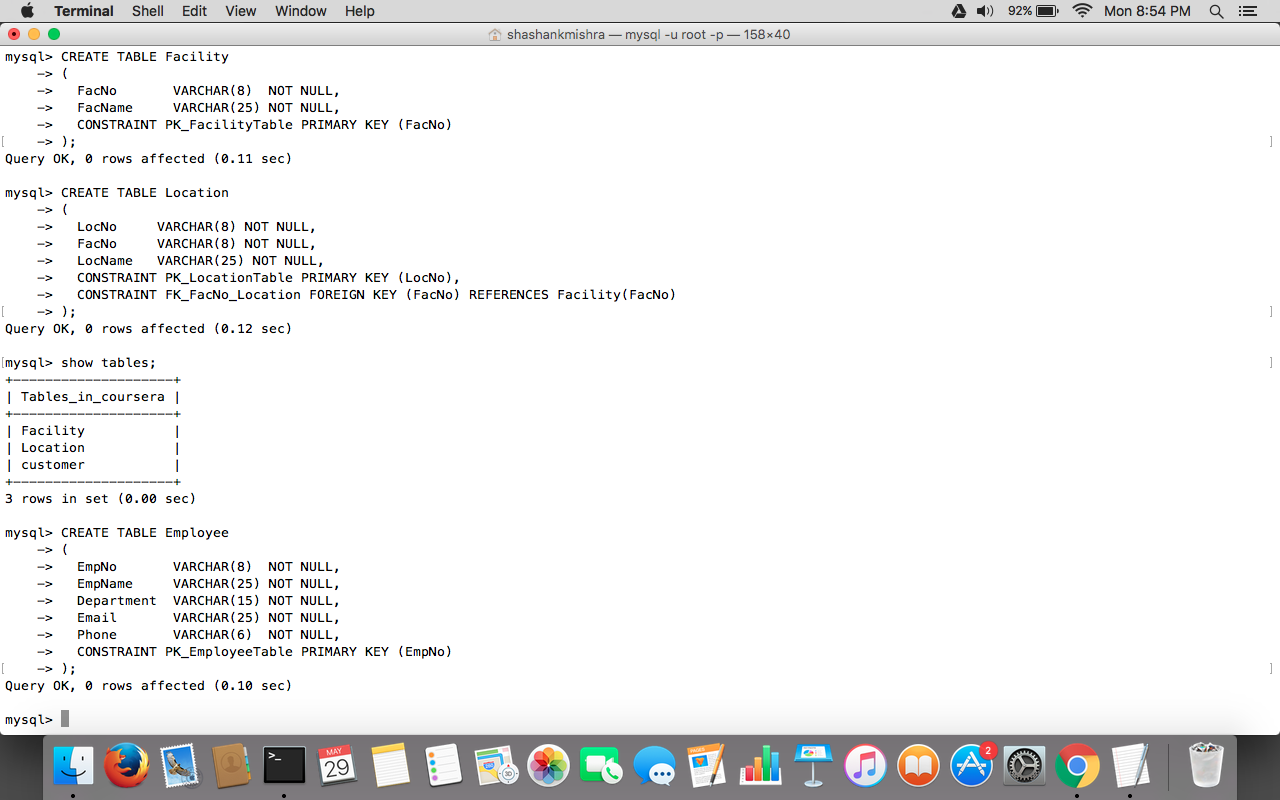 Terminal Shell Edit View Window Help 92% Mon 8:54 PM
shashankmishra — mysql -u root -p — 158×40
mysql> CREATE TABLE Facility
-> (
-> FacNo VARCHAR(8) NOT NULL,
-> FacName VARCHAR(25) NOT NULL,
-> CONSTRAINT PK_FacilityTable PRIMARY KEY (FacNo)
[ -> ); ]
Query OK, 0 rows affected (0.11 sec)
mysql> CREATE TABLE Location
-> (
-> LocNo VARCHAR(8) NOT NULL,
-> FacNo VARCHAR(8) NOT NULL,
-> LocName VARCHAR(25) NOT NULL,
-> CONSTRAINT PK_LocationTable PRIMARY KEY (LocNo),
-> CONSTRAINT FK_FacNo_Location FOREIGN KEY (FacNo) REFERENCES Facility(FacNo)
[ -> ); ]
Query OK, 0 rows affected (0.12 sec)
[mysql> show tables; ]
+--------------------+
| Tables_in_coursera |
+--------------------+
| Facility |
| Location |
| customer |
+--------------------+
3 rows in set (0.00 sec)
mysql> CREATE TABLE Employee
-> (
-> EmpNo VARCHAR(8) NOT NULL,
-> EmpName VARCHAR(25) NOT NULL,
-> Department VARCHAR(15) NOT NULL,
-> Email VARCHAR(25) NOT NULL,
-> Phone VARCHAR(6) NOT NULL,
-> CONSTRAINT PK_EmployeeTable PRIMARY KEY (EmpNo)
[ -> ); ]
Query OK, 0 rows affected (0.10 sec)
mysql>
>_
MAY
29
3D
PAGES
2